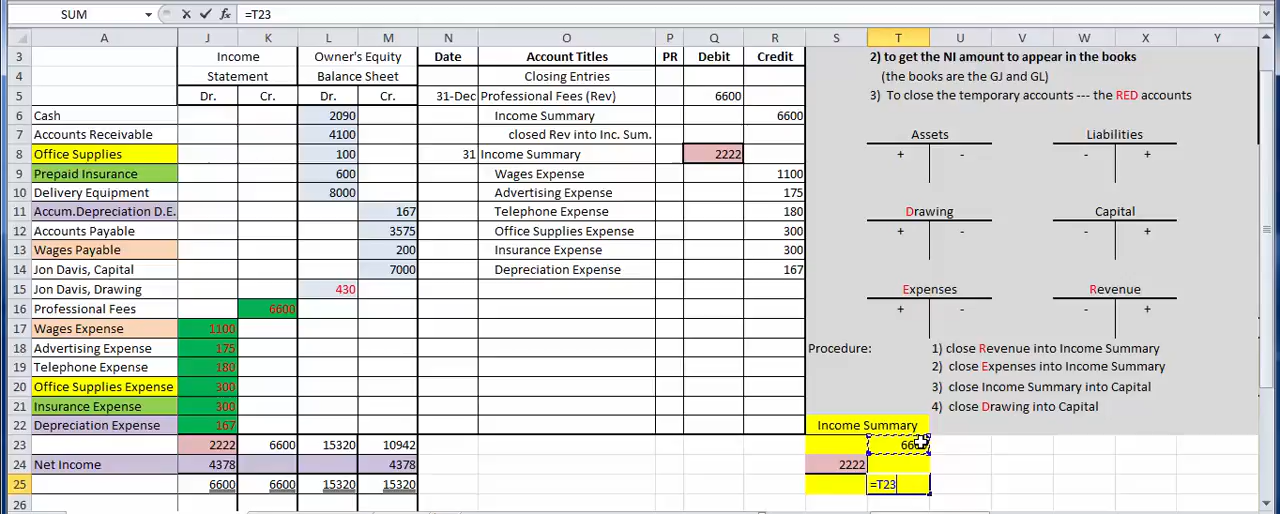 SUM =T23
A J K L M N O P Q R S T U V W X Y
3 Income Owner's Equity Date Account Titles PR Debit Credit 2) to get the NI amount to appear in the books
4 Statement Balance Sheet Closing Entries (the books are the GJ and GL)
5 Dr. Cr. Dr. Cr. 31-Dec Professional Fees (Rev) 6600 3) To close the temporary accounts --- the RED accounts
6 Cash 2090 Income Summary 6600
7 Accounts Receivable 4100 closed Rev into Inc. Sum. Assets Liabilities
8 Office Supplies 100 31 Income Summary 2222 + - - +
9 Prepaid Insurance 600 Wages Expense 1100
10 Delivery Equipment 8000 Advertising Expense 175
11 Accum.Depreciation D.E. 167 Telephone Expense 180 Drawing Capital
12 Accounts Payable 3575 Office Supplies Expense 300 + - - +
13 Wages Payable 200 Insurance Expense 300
14 Jon Davis, Capital 7000 Depreciation Expense 167
15 Jon Davis, Drawing 430 Expenses Revenue
16 Professional Fees 6600 + - - +
17 Wages Expense 1100
18 Advertising Expense 175 Procedure: 1) close Revenue into Income Summary
19 Telephone Expense 180 2) close Expenses into Income Summary
20 Office Supplies Expense 300 3) close Income Summary into Capital
21 Insurance Expense 300 4) close Drawing into Capital
22 Depreciation Expense 167 Income Summary
23 2222 6600 15320 10942
24 Net Income 4378 4378 2222
25 6600 6600 15320 15320 =T23
26